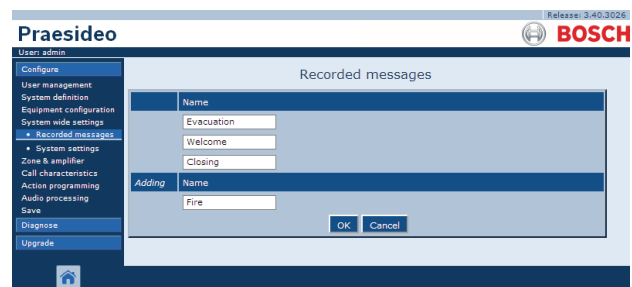 Release: 3.40.3026
Praesideo
BOSCH
User: admin
Configure
User management
System definition
Equipment configuration
System wide settings
• Recorded messages
• System settings
Zone & amplifier
Call characteristics
Action programming
Audio processing
Save
Diagnose
Upgrade
Recorded messages
Name
Evacuation
Welcome
Closing
Adding Name
Fire
OK Cancel